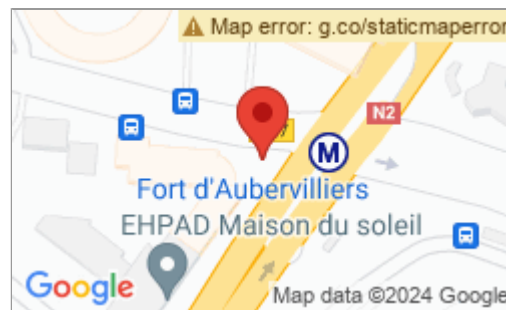 Map error: g.co/staticmaperror
N2
M
Fort d'Aubervilliers
EHPAD Maison du soleil
Google
Map data ©2024 Google